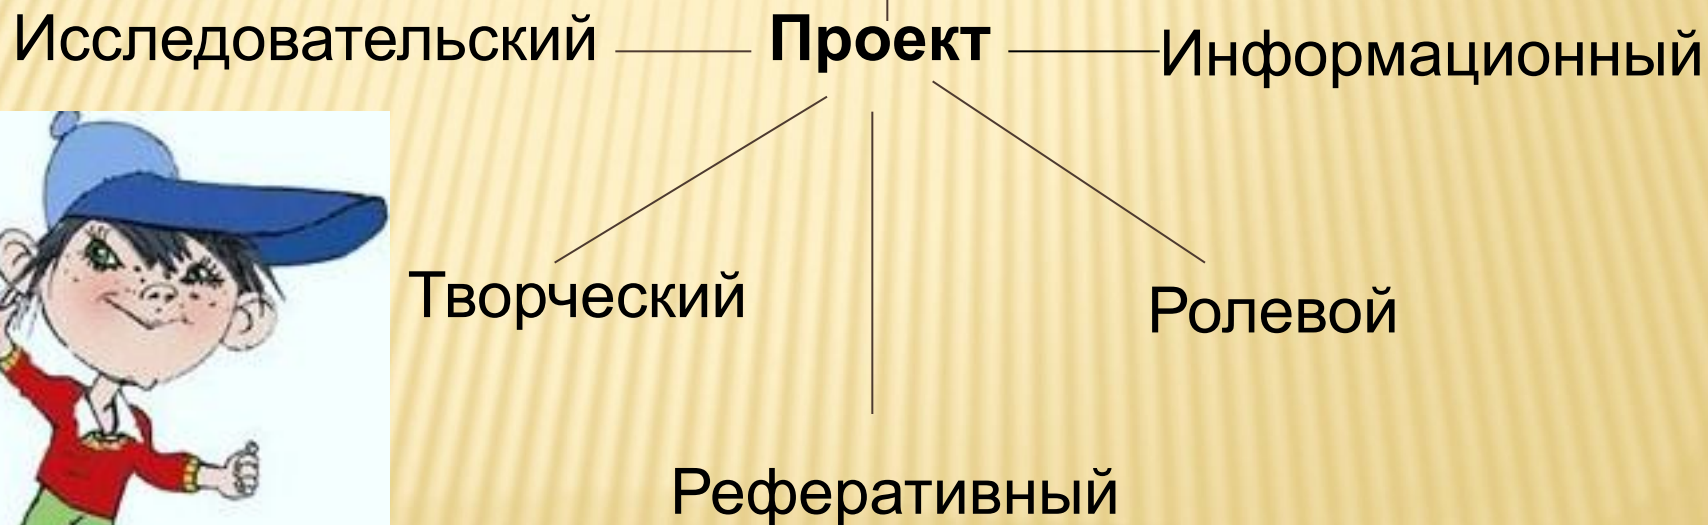 Исследовательский Проект Информационный
Творческий Ролевой
Реферативный